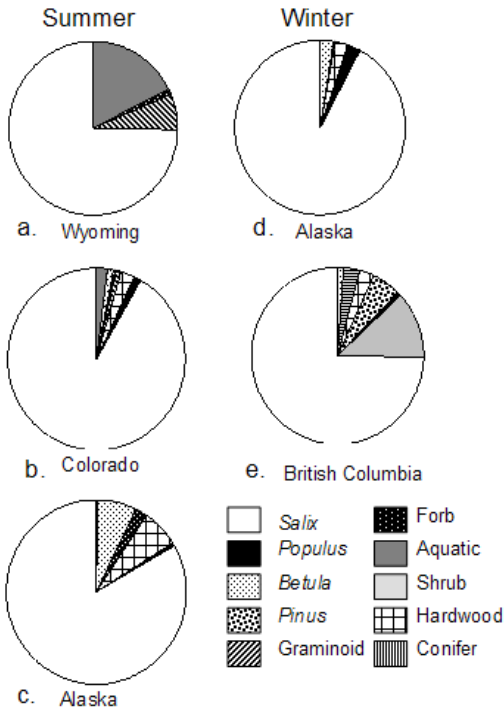 Summer
Winter
a. Wyoming
d. Alaska
b. Colorado
e. British Columbia
c. Alaska
Salix
Populus
Betula
Pinus
Graminoid
Forb
Aquatic
Shrub
Hardwood
Conifer